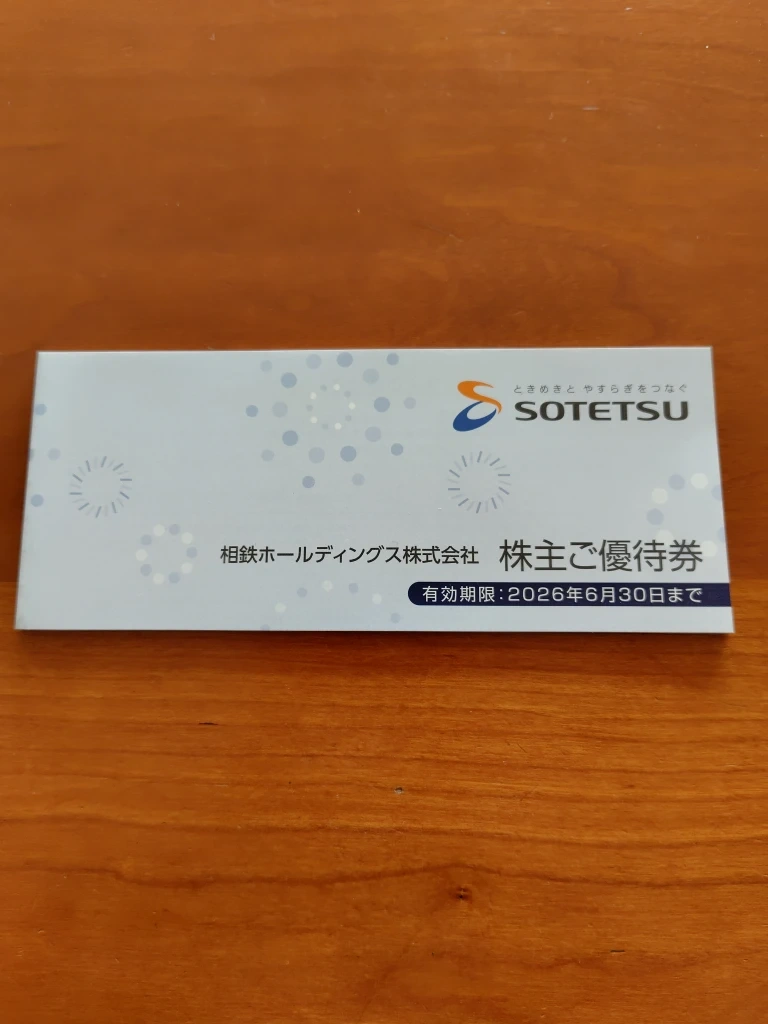 ときめきと やすらぎをつなぐ
SOTETSU
相鉄ホールディングス株式会社 株主ご優待券
有効期限:2026年6月30日まで